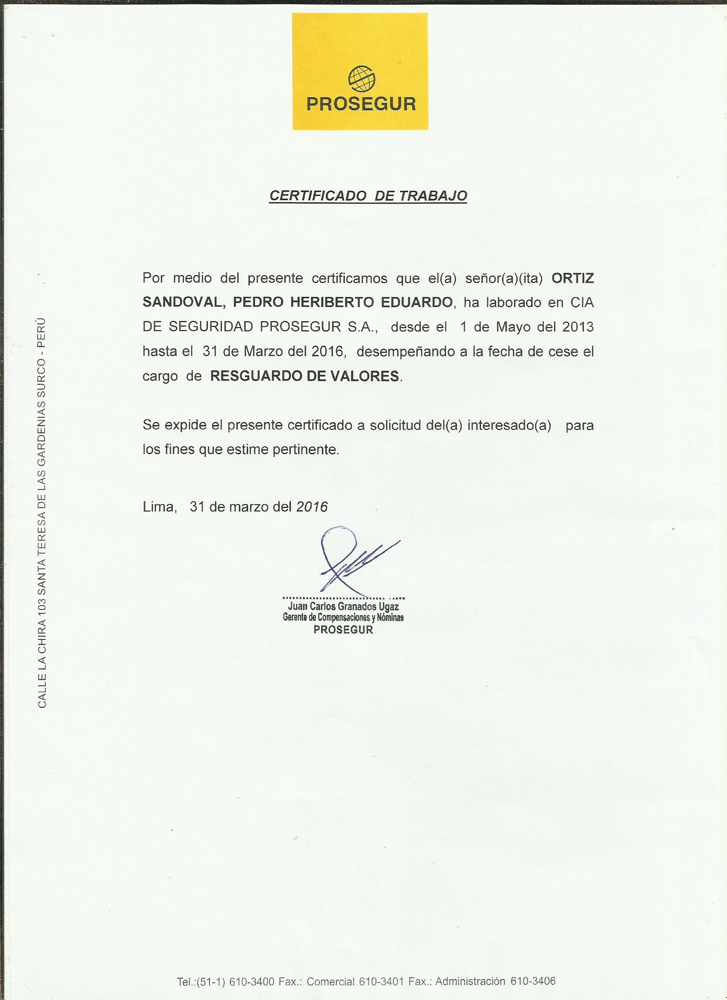 PROSEGUR
CERTIFICADO DE TRABAJO
Por medio del presente certificamos que el(a) señor(a)(ita) ORTIZ
SANDOVAL, PEDRO HERIBERTO EDUARDO, ha laborado en CIA
DE SEGURIDAD PROSEGUR S.A., desde el 1 de Mayo del 2013
hasta el 31 de Marzo del 2016, desempeñando a la fecha de cese el
cargo de RESGUARDO DE VALORES.
Se expide el presente certificado a solicitud del(a) interesado(a) para
los fines que estime pertinente.
Lima, 31 de marzo del 2016
Juan Carlos Granados Ugaz
Gerente de Compensaciones y Nóminas
PROSEGUR
CALLE LA CHIRA 103 SANTA TERESA DE LAS GARDENIAS SURCO - PERÚ
Tel.:(51-1) 610-3400 Fax.: Comercial 610-3401 Fax.: Administración 610-3406